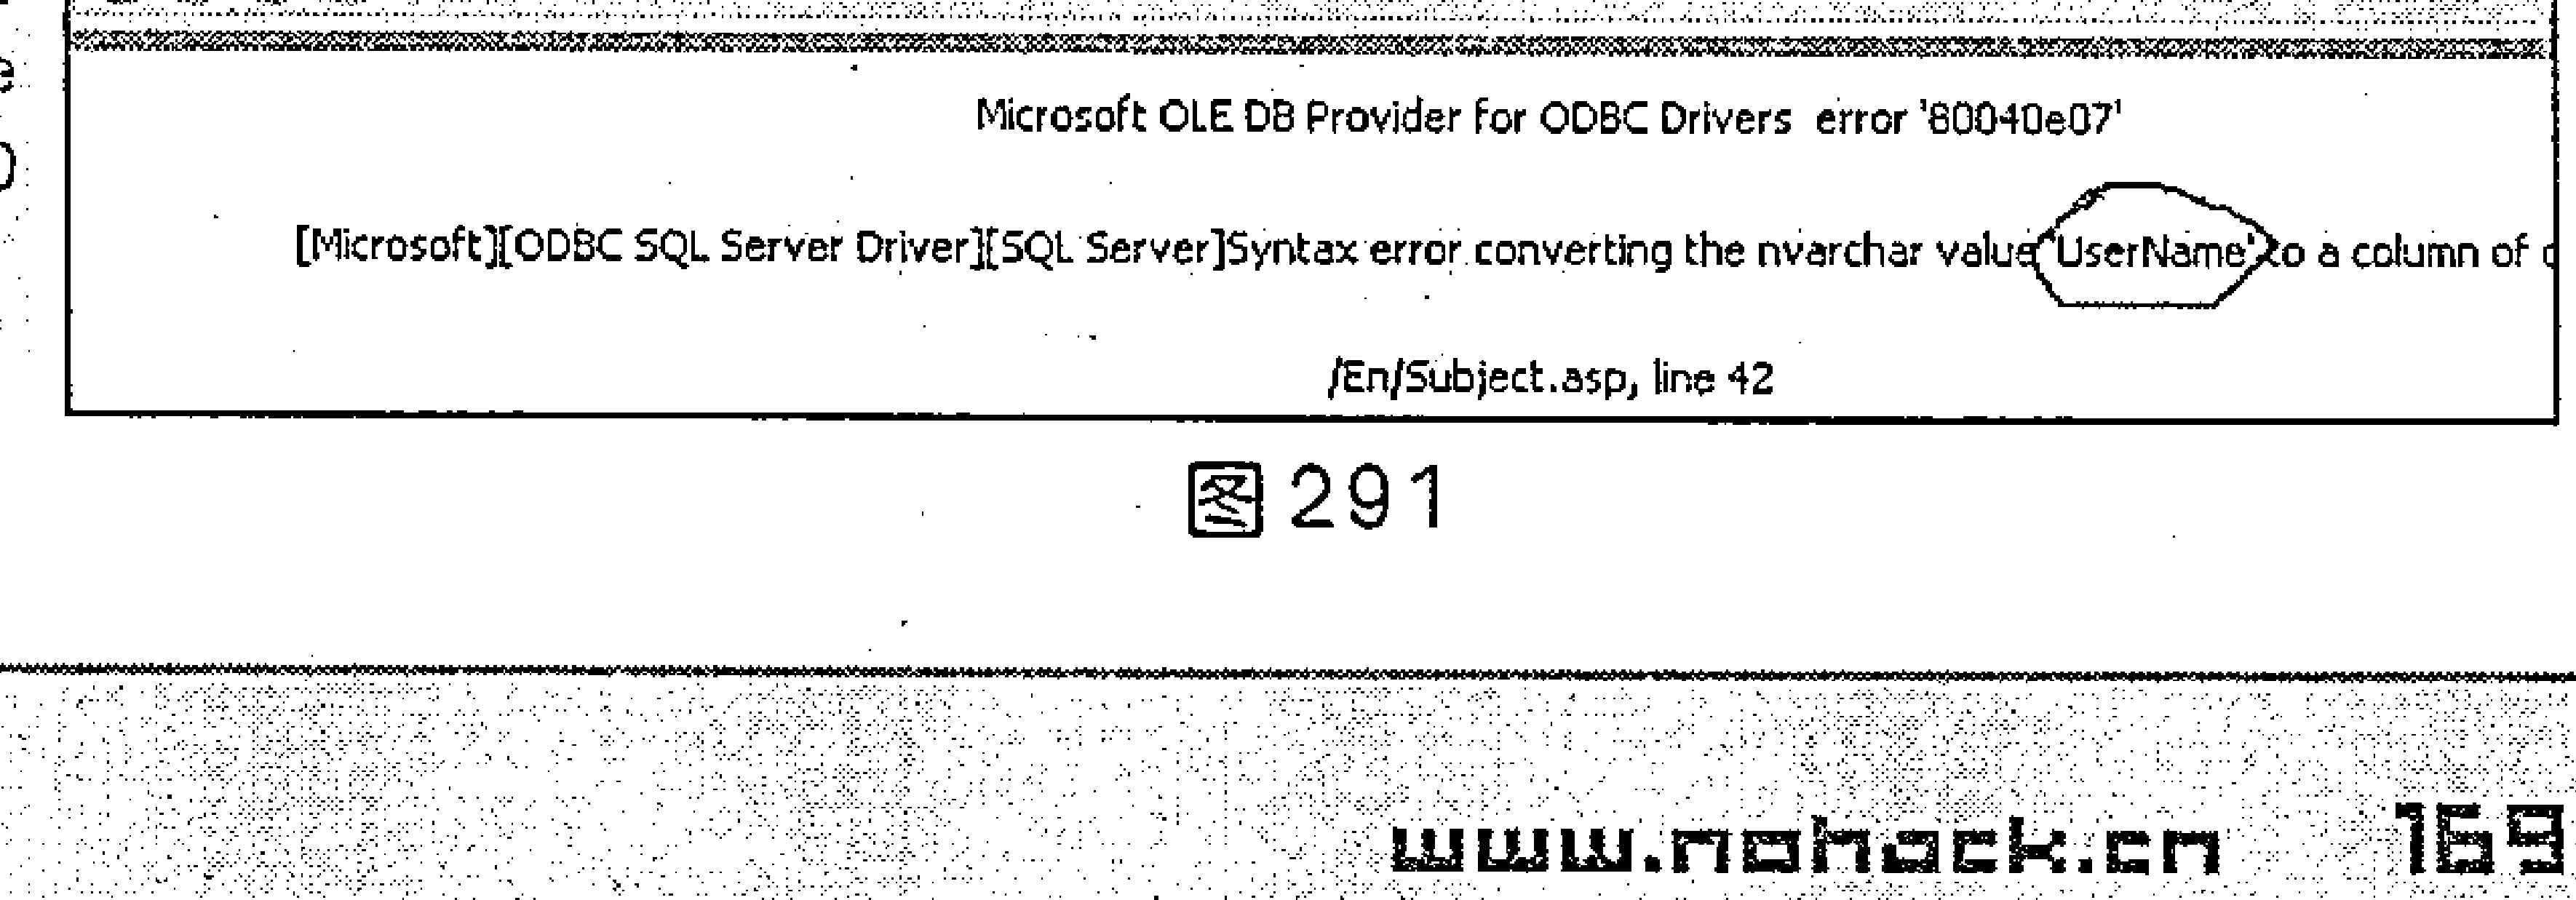 Microsoft OLE DB Provider for ODBC Drivers error '80040e07'
[Microsoft][ODBC SQL Server Driver][SQL Server]Syntax error converting the nvarchar value 'UserName' to a column of
/En/Subject.asp, line 42
图291
www.nohack.cn 169